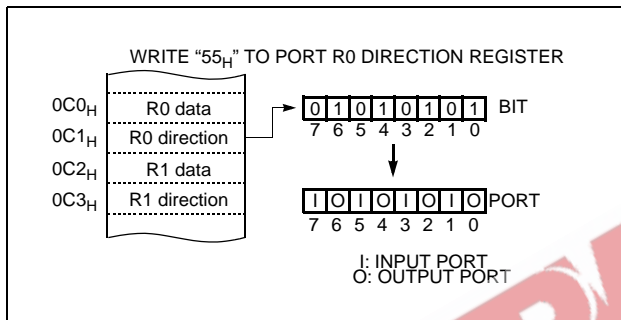 WRITE “55H” TO PORT R0 DIRECTION REGISTER
0C0H R0 data
0C1H R0 direction
0C2H R1 data
0C3H R1 direction
0 1 0 1 0 1 0 1 BIT
7 6 5 4 3 2 1 0
I O I O I O I O PORT
7 6 5 4 3 2 1 0
I: INPUT PORT
O: OUTPUT PORT